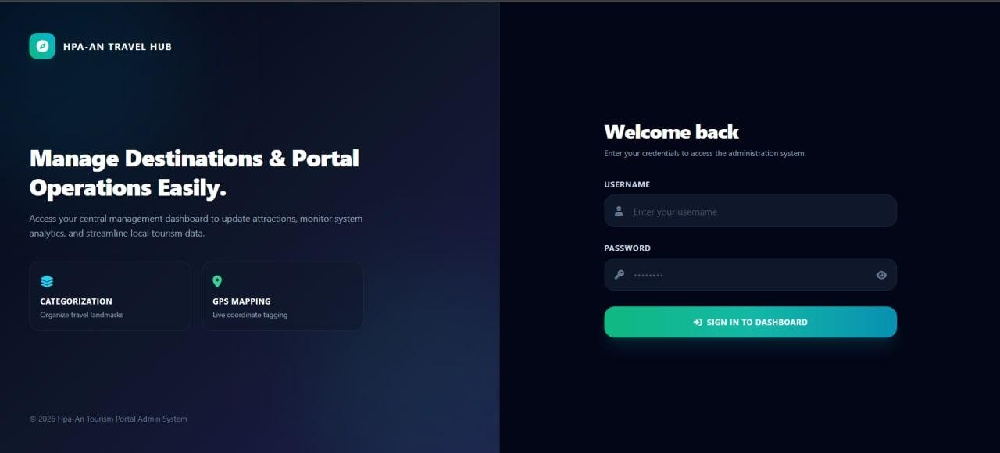 HPA-AN TRAVEL HUB
Manage Destinations & Portal
Operations Easily.
Access your central management dashboard to update attractions, monitor system
analytics, and streamline local tourism data.
CATEGORIZATION
Organize travel landmarks
GPS MAPPING
Live coordinate tagging
© 2026 Hpa-An Tourism Portal Admin System
Welcome back
Enter your credentials to access the administration system.
USERNAME
Enter your username
PASSWORD
••••••••
SIGN IN TO DASHBOARD